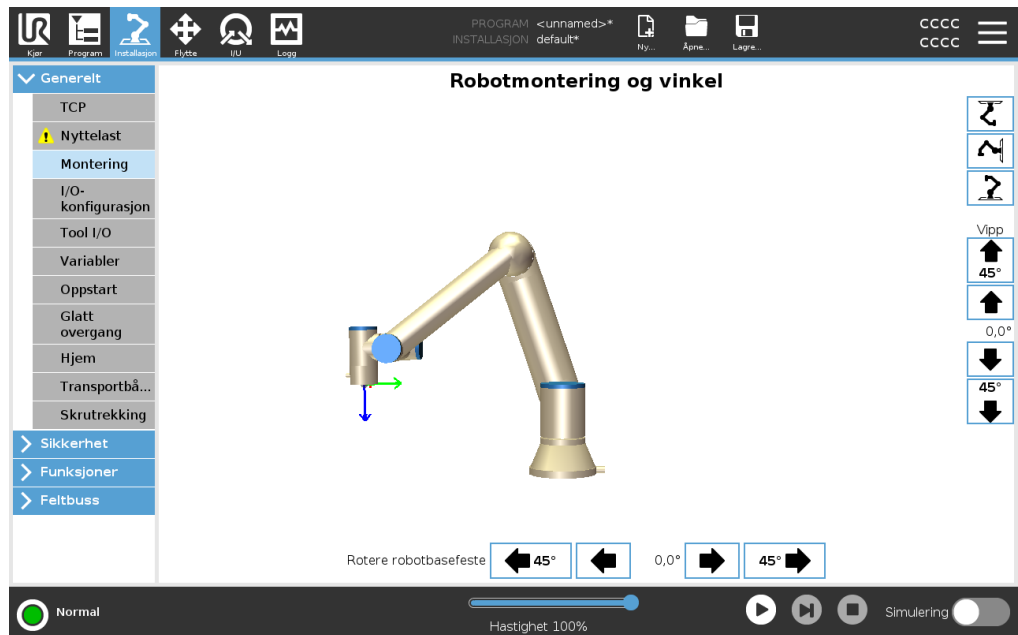 UR
PROGRAM <unnamed>*
INSTALLASJON default*
CCCC
CCCC
Kjør
Program
Installasjon
Flytte
I/U
Logg
Ny...
Åpne...
Lagre...
Generelt
TCP
Nyttelast
Montering
I/O-
konfigurasjon
Tool I/O
Variabler
Oppstart
Glatt
overgang
Hjem
Transportbå...
Skrutrekking
Sikkerhet
Funksjoner
Feltbuss
Robotmontering og vinkel
Vipp
45°
0,0°
45°
Rotere robotbasefeste
45°
0,0°
45°
Normal
Hastighet 100%
Simulering